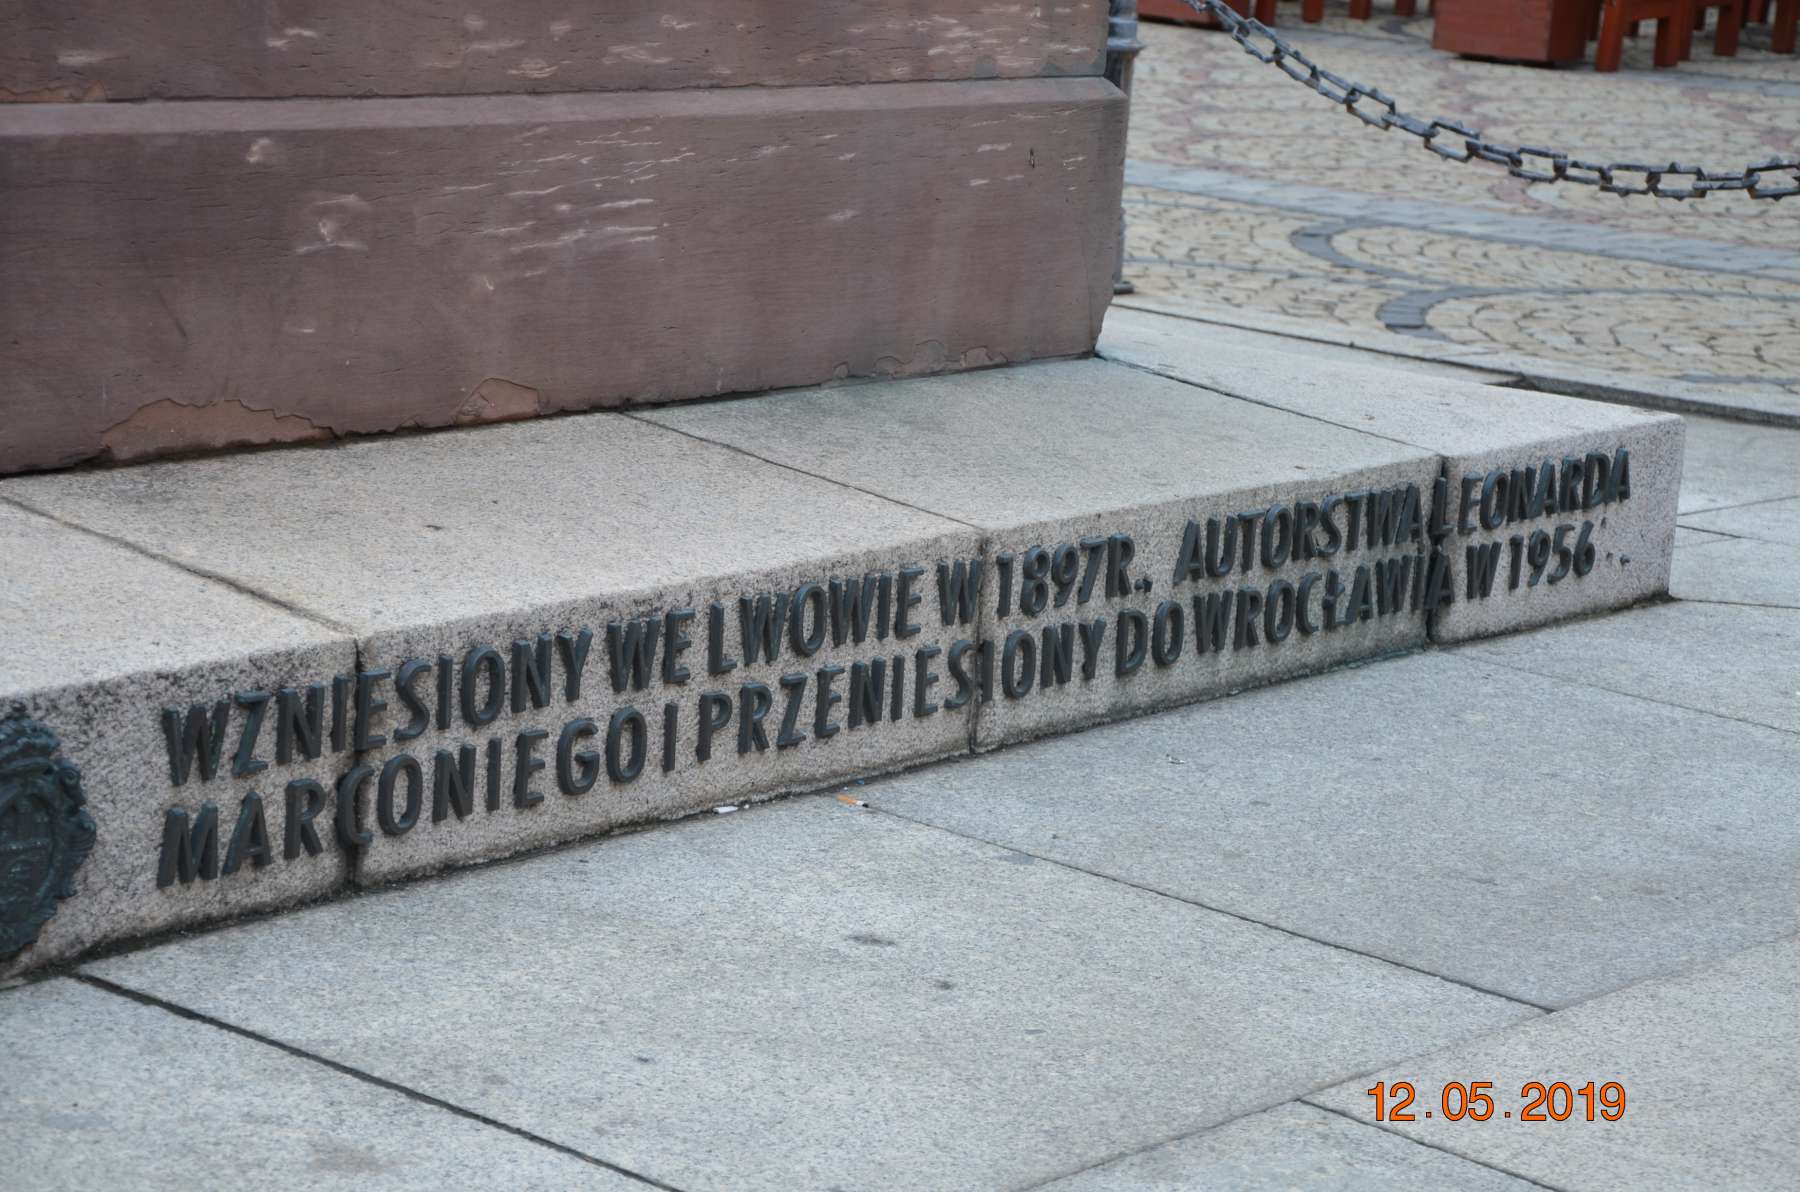 WZNIESIONY WE LWOWIE W 1897R., AUTORSTWA LEONARDA
MARCONIEGO I PRZENIESIONY DO WROCŁAWIA W 1956
12.05.2019